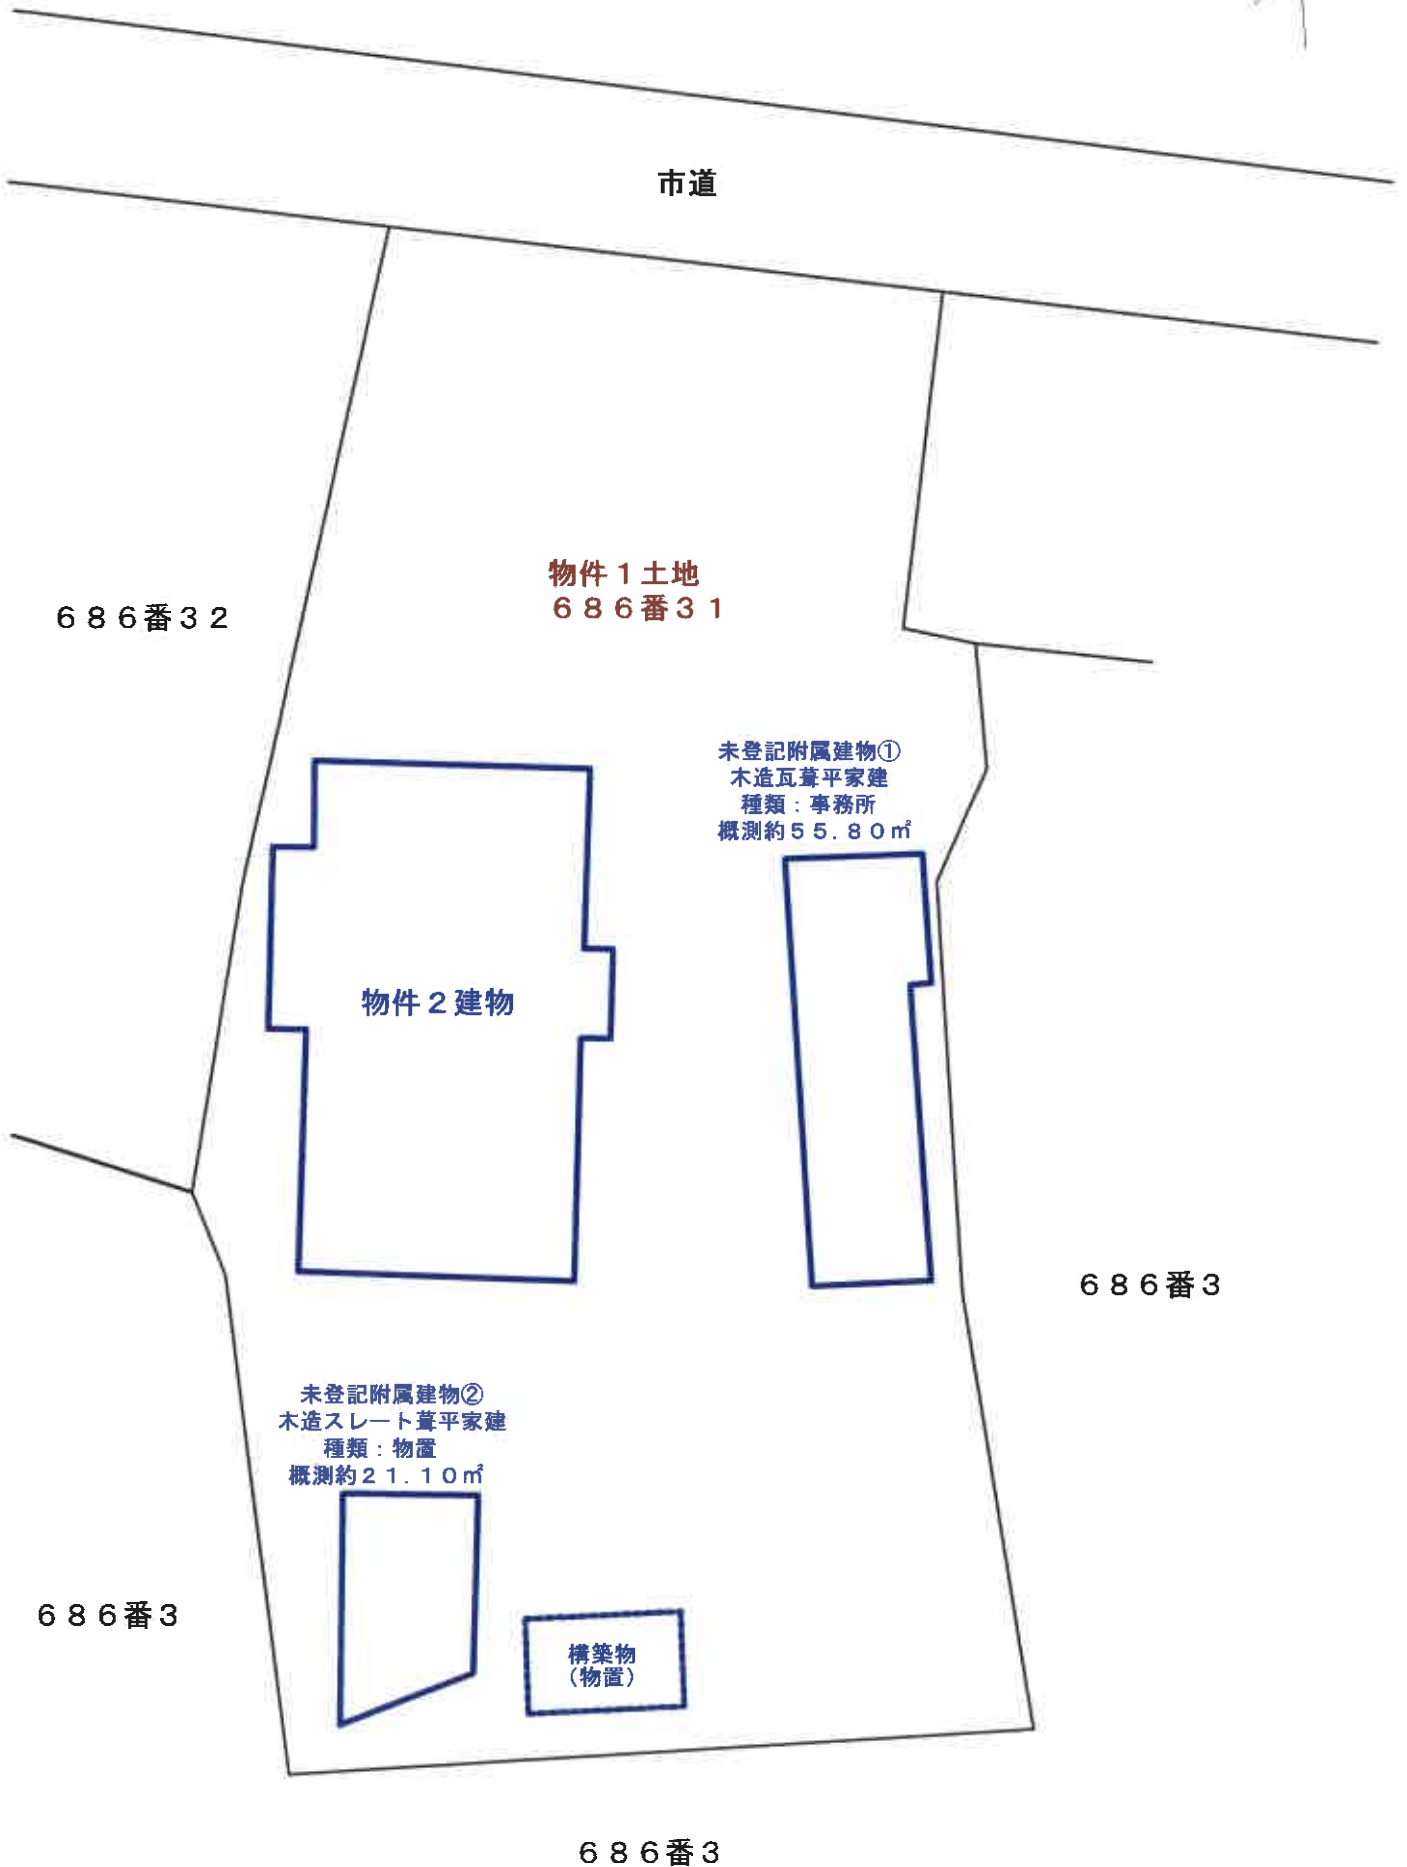 市道
物件１土地
６８６番３１
６８６番３２
未登記附属建物①
木造瓦葺平家建
種類：事務所
概測約５５．８０㎡
物件２建物
６８６番３
未登記附属建物②
木造スレート葺平家建
種類：物置
概測約２１．１０㎡
６８６番３
構築物
（物置）
６８６番３